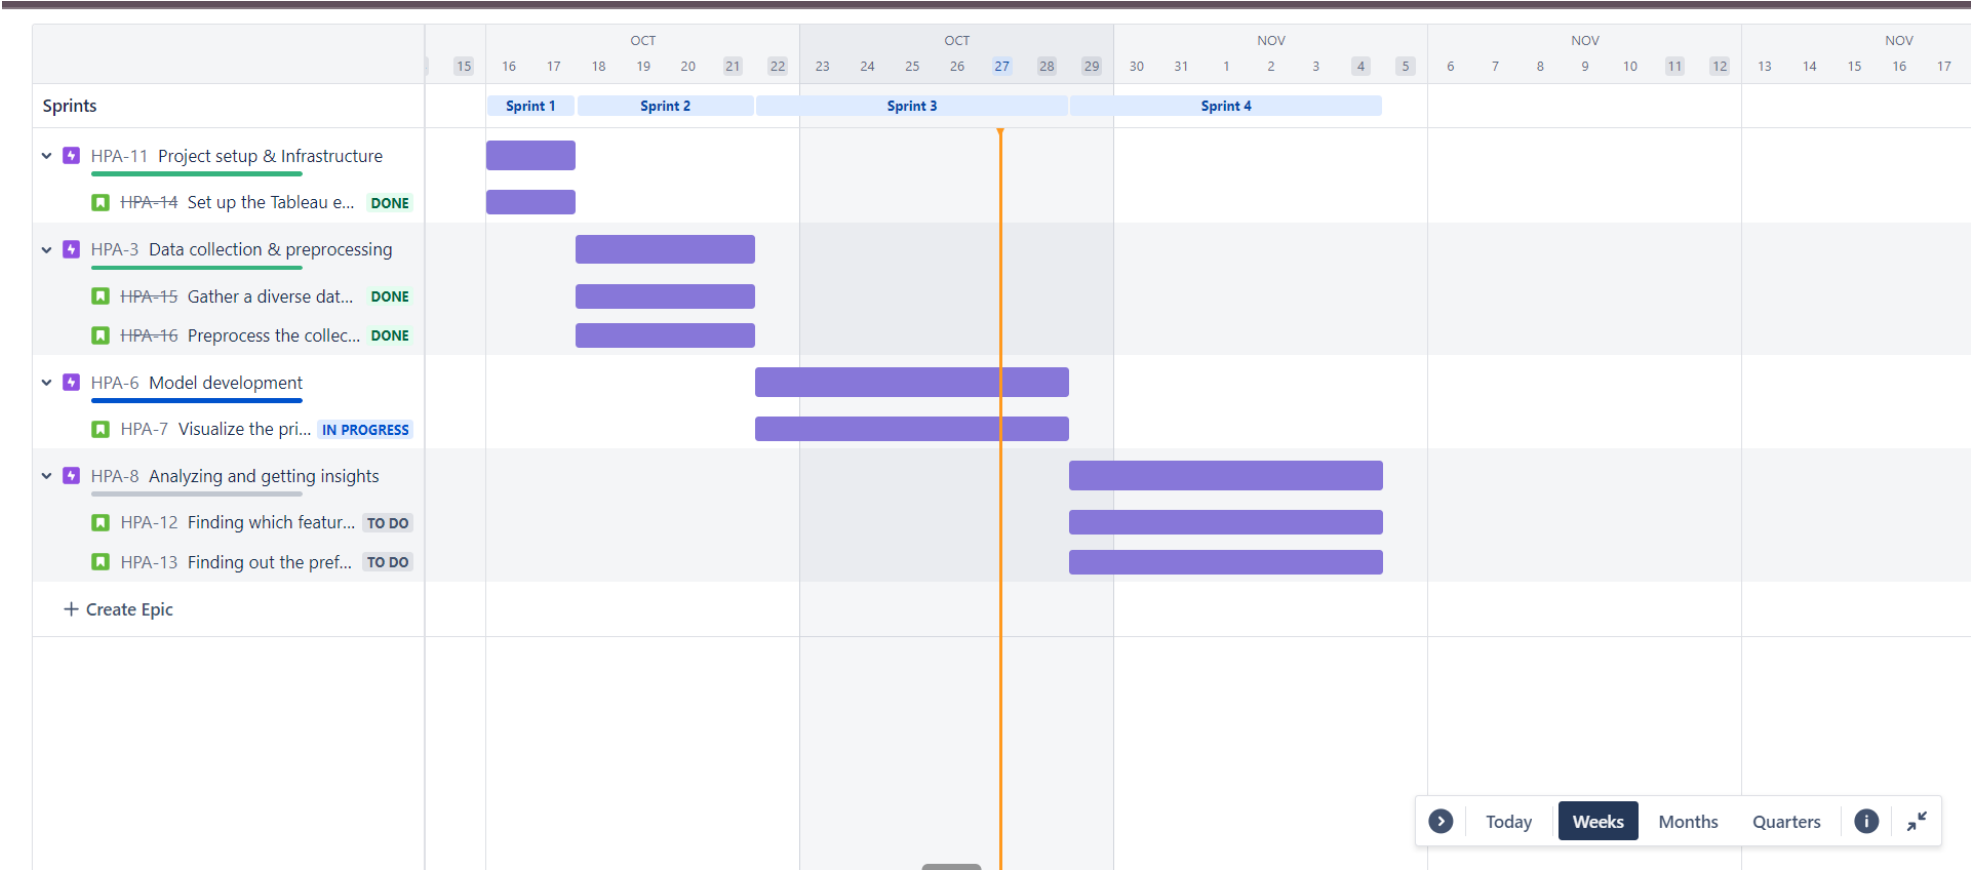 OCT OCT NOV NOV NOV
15 16 17 18 19 20 21 22 23 24 25 26 27 28 29 30 31 1 2 3 4 5 6 7 8 9 10 11 12 13 14 15 16 17
Sprints Sprint 1 Sprint 2 Sprint 3 Sprint 4
HPA-11 Project setup & Infrastructure
HPA-14 Set up the Tableau e... DONE
HPA-3 Data collection & preprocessing
HPA-15 Gather a diverse dat... DONE
HPA-16 Preprocess the collec... DONE
HPA-6 Model development
HPA-7 Visualize the pri... IN PROGRESS
HPA-8 Analyzing and getting insights
HPA-12 Finding which featur... TO DO
HPA-13 Finding out the pref... TO DO
+ Create Epic
Today Weeks Months Quarters